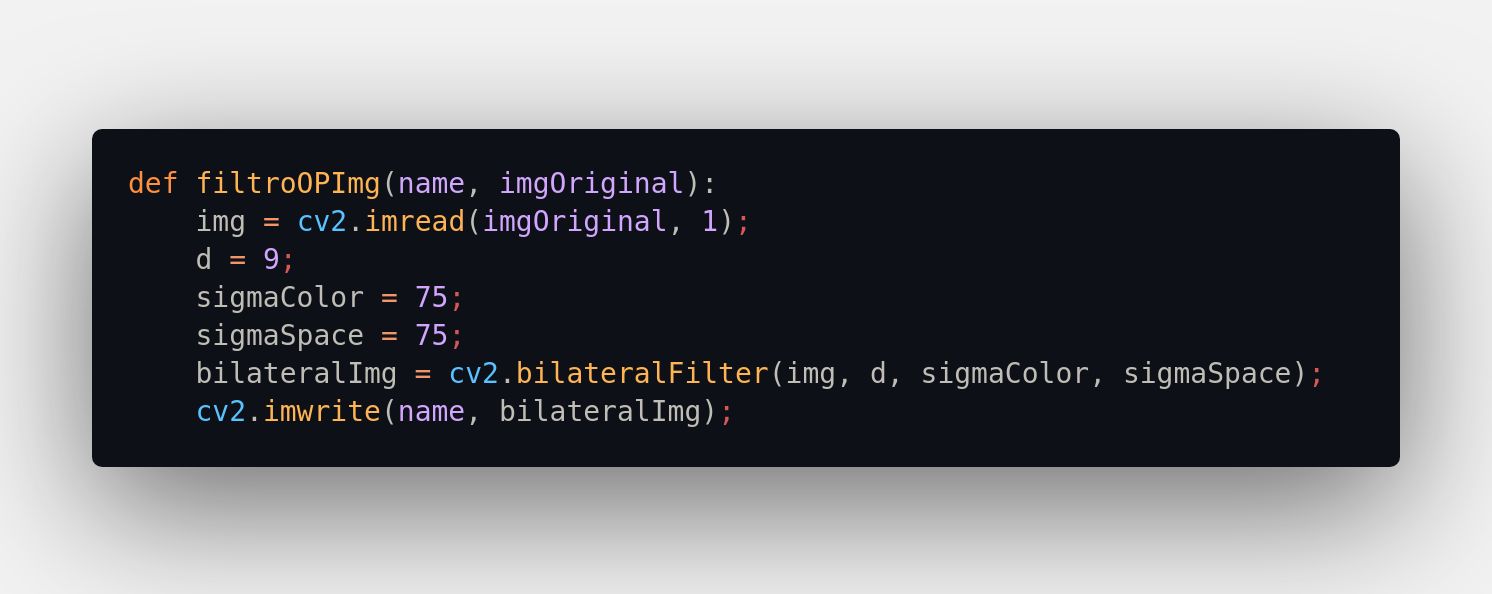 def filtroOPImg(name, imgOriginal):
    img = cv2.imread(imgOriginal, 1);
    d = 9;
    sigmaColor = 75;
    sigmaSpace = 75;
    bilateralImg = cv2.bilateralFilter(img, d, sigmaColor, sigmaSpace);
    cv2.imwrite(name, bilateralImg);